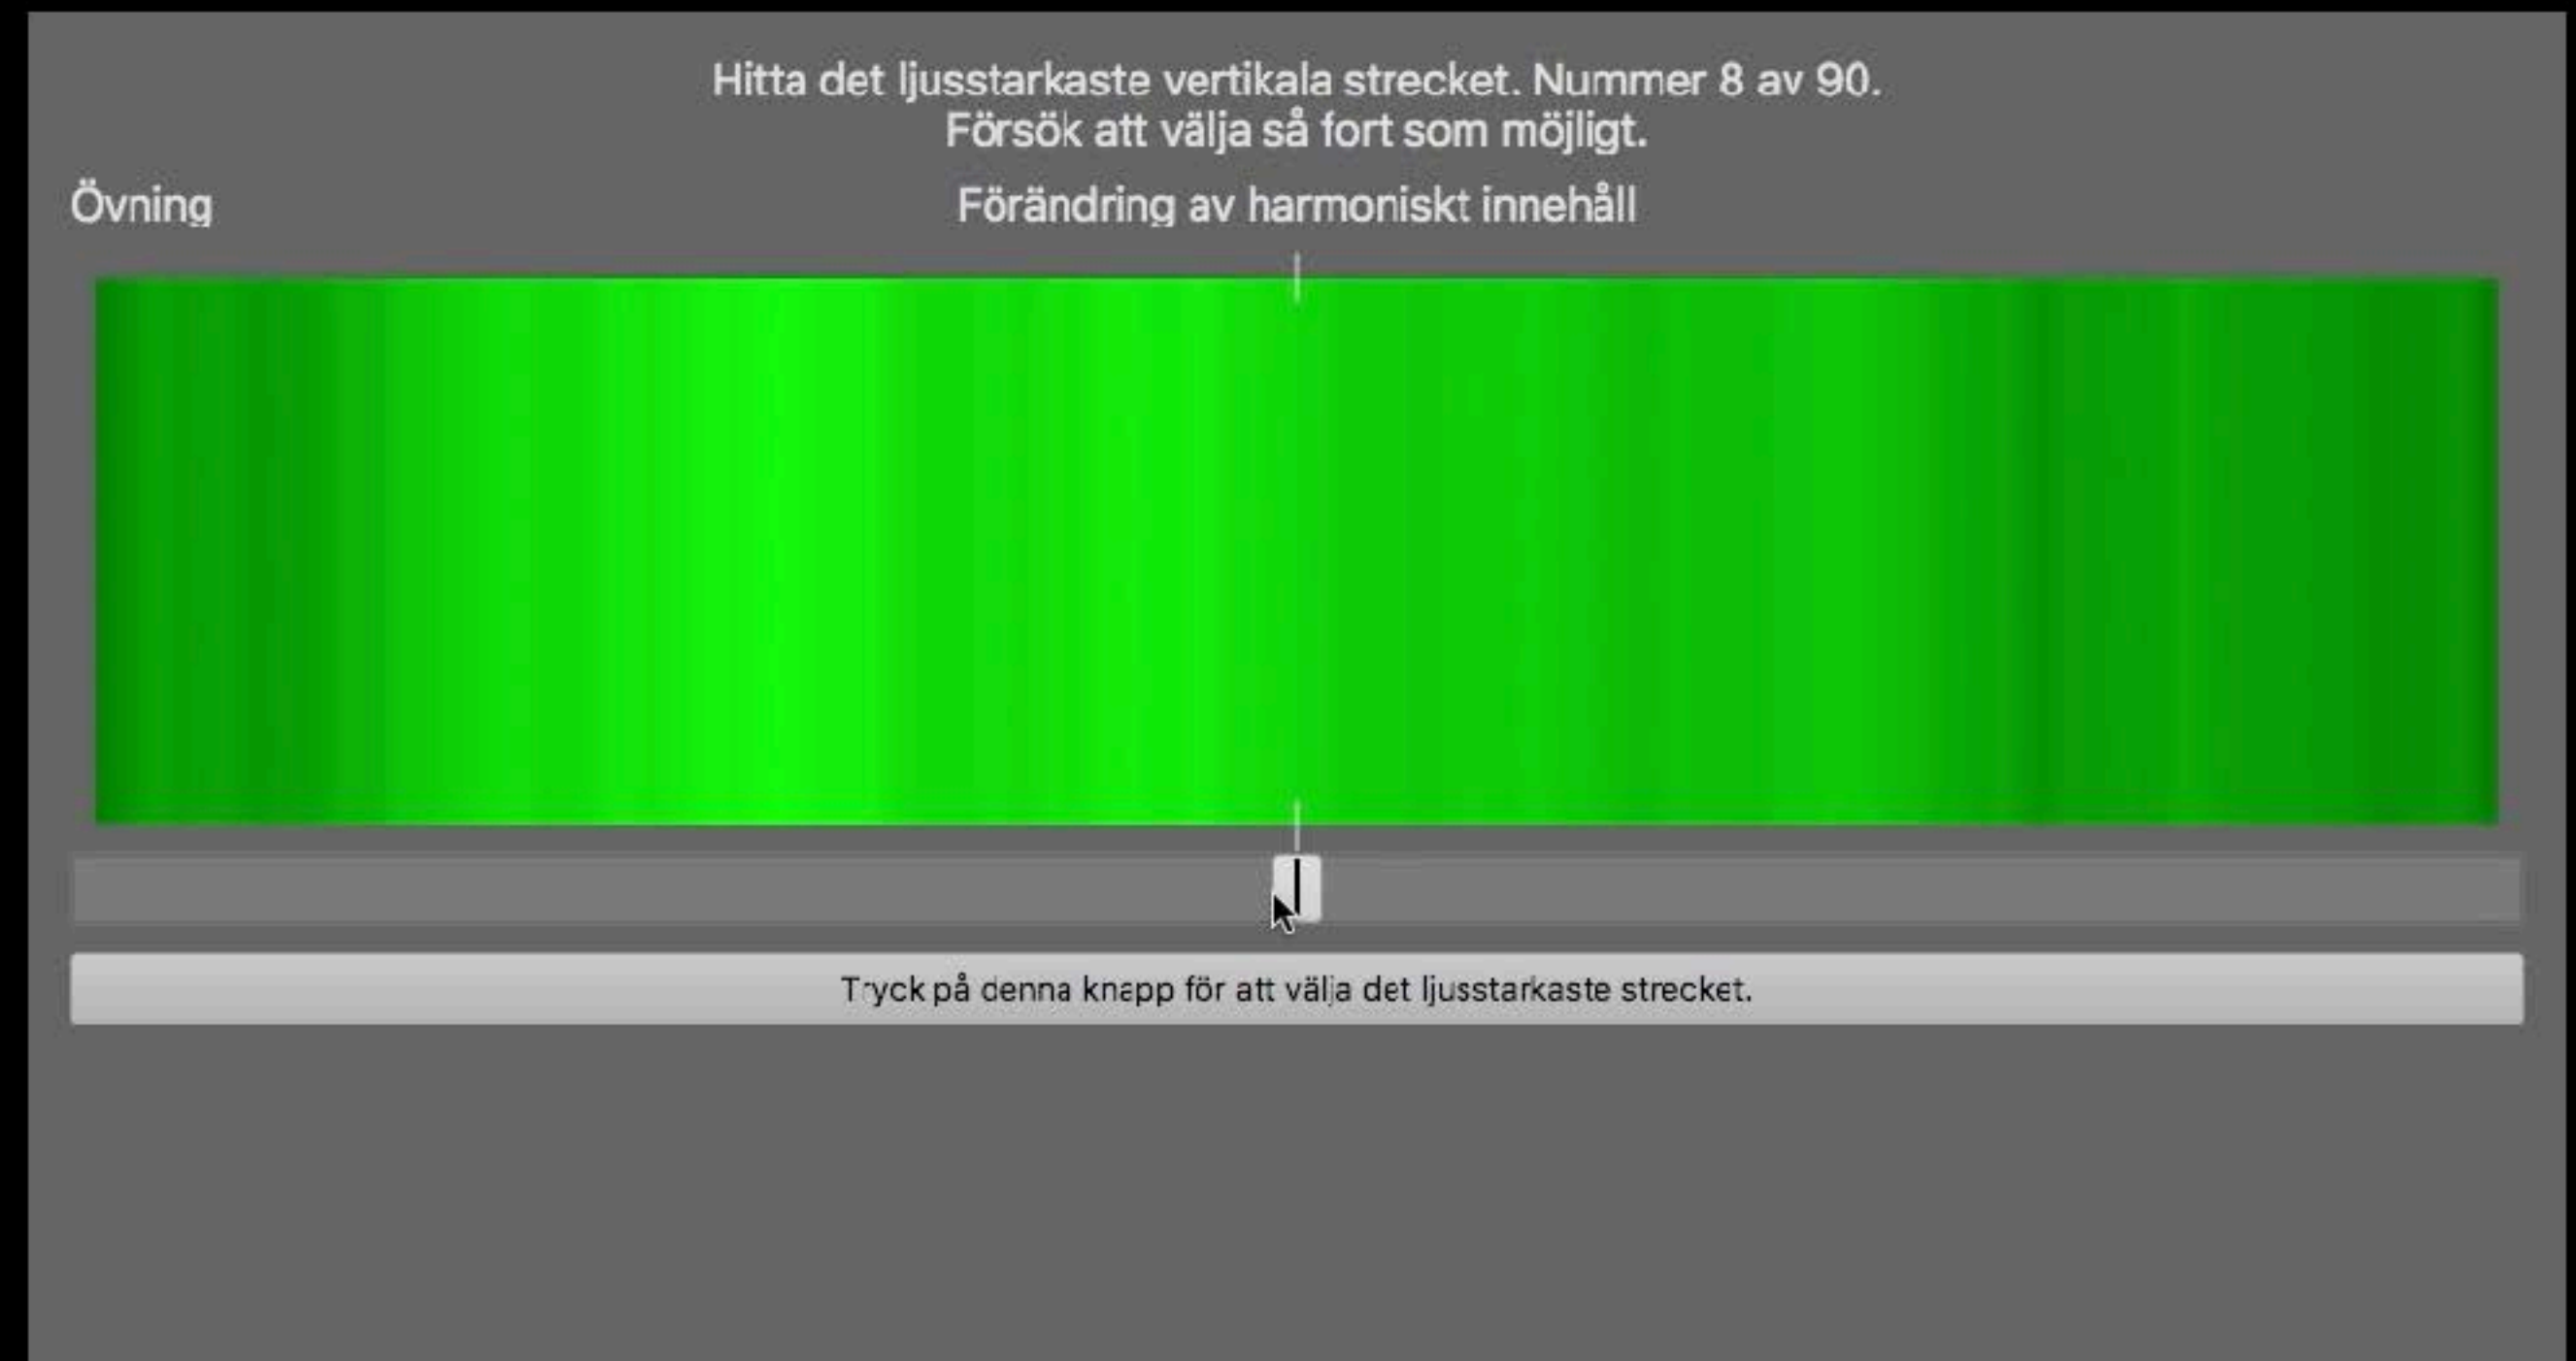 Hitta det ljusstarkaste vertikala strecket. Nummer 8 av 90.
Försök att välja så fort som möjligt.
Övning
Förändring av harmoniskt innehåll
Tryck på denna knapp för att välja det ljusstarkaste strecket.